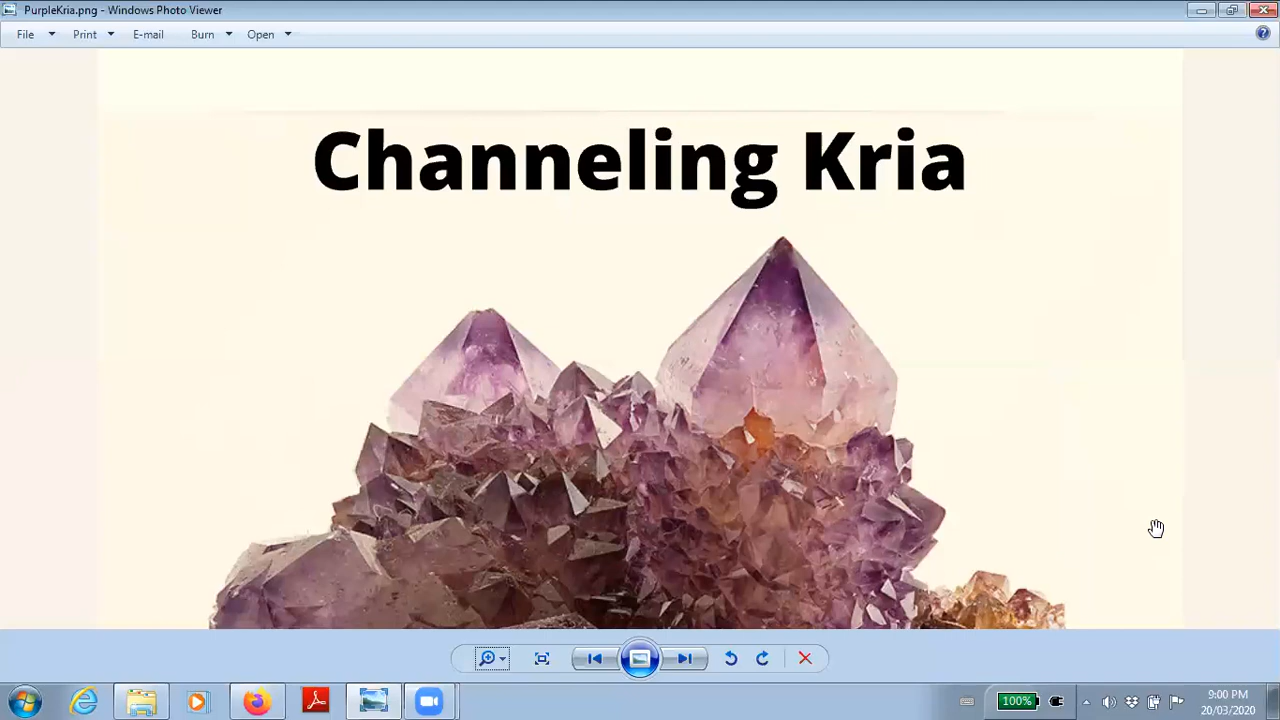 PurpleKria.png - Windows Photo Viewer
File Print E-mail Burn Open
Channeling Kria
100%
9:00 PM
20/03/2020